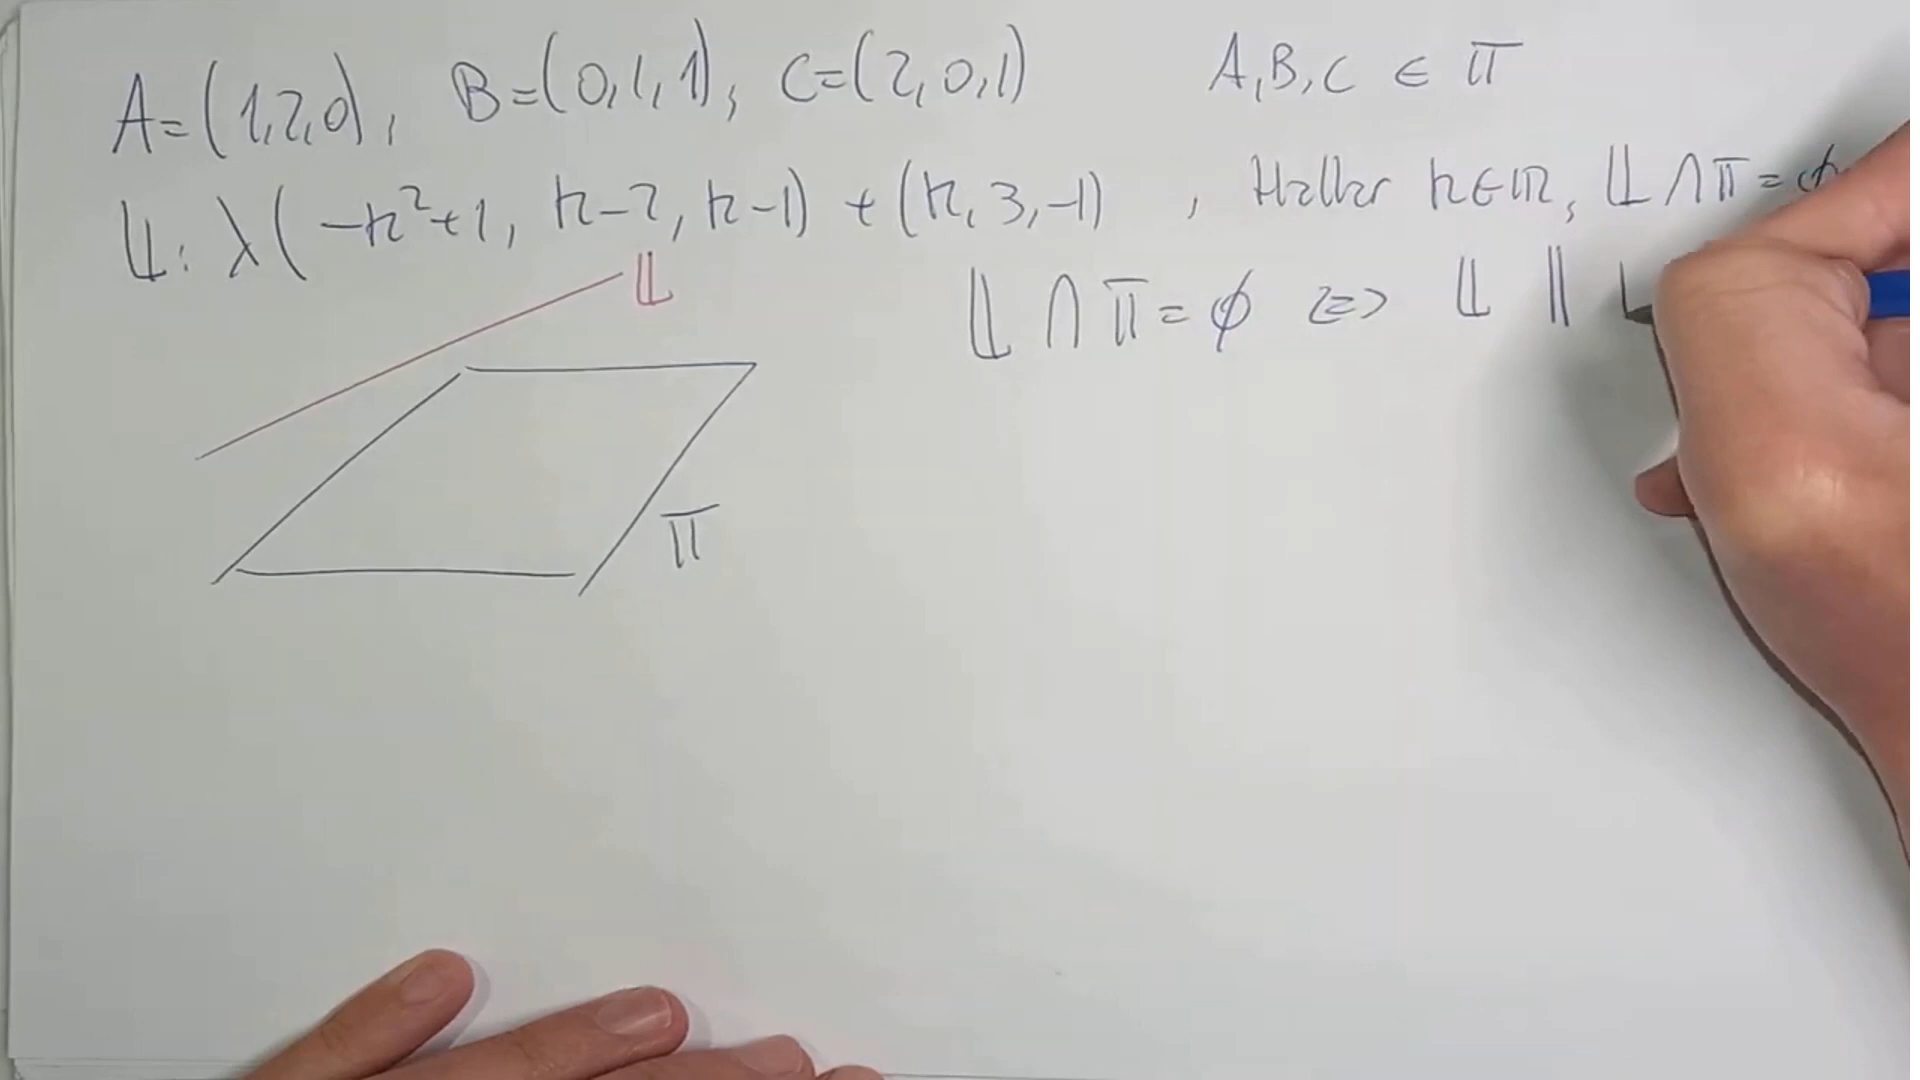 A=(1,2,0), B=(0,1,1), C=(2,0,1) A,B,C ∈ π
𝕃: λ(-k²+1, k-2, k-1) + (k,3,-1) , Hallar k∈ℝ, 𝕃 ∩ π = ∅
𝕃
𝕃 ∩ π = ∅ ⇔ 𝕃 ∥
π